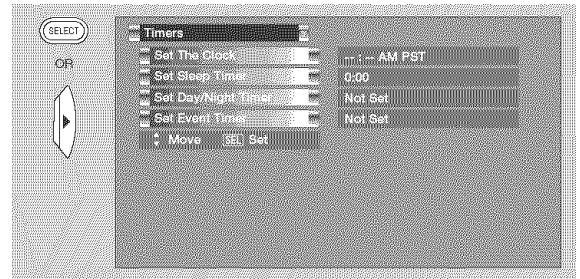 SELECT
OR
Timers
Set The Clock
-- : -- AM PST
Set Sleep Timer
0:00
Set Day/Night Timer
Not Set
Set Event Timer
Not Set
Move SEL Set